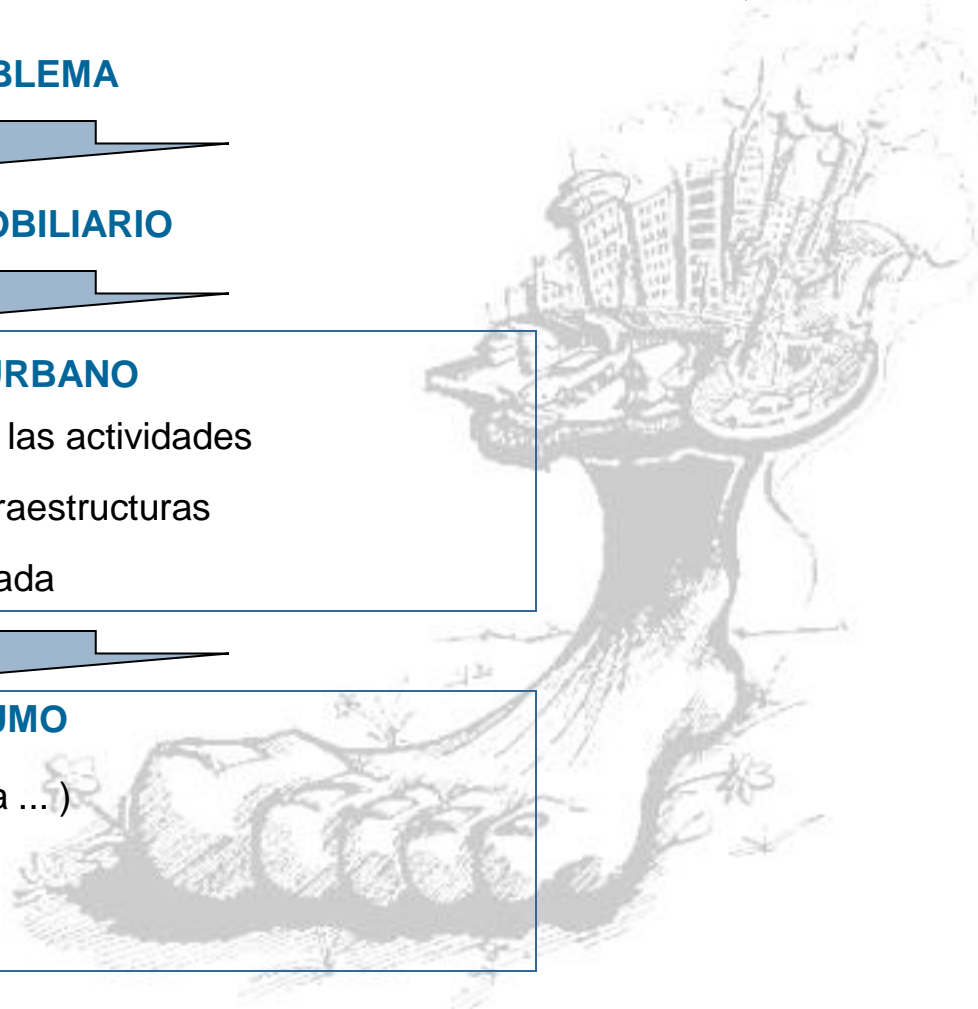 BLEMA
OBILIARIO
URBANO
las actividades
raestructuras
ada
UMO
a ... )